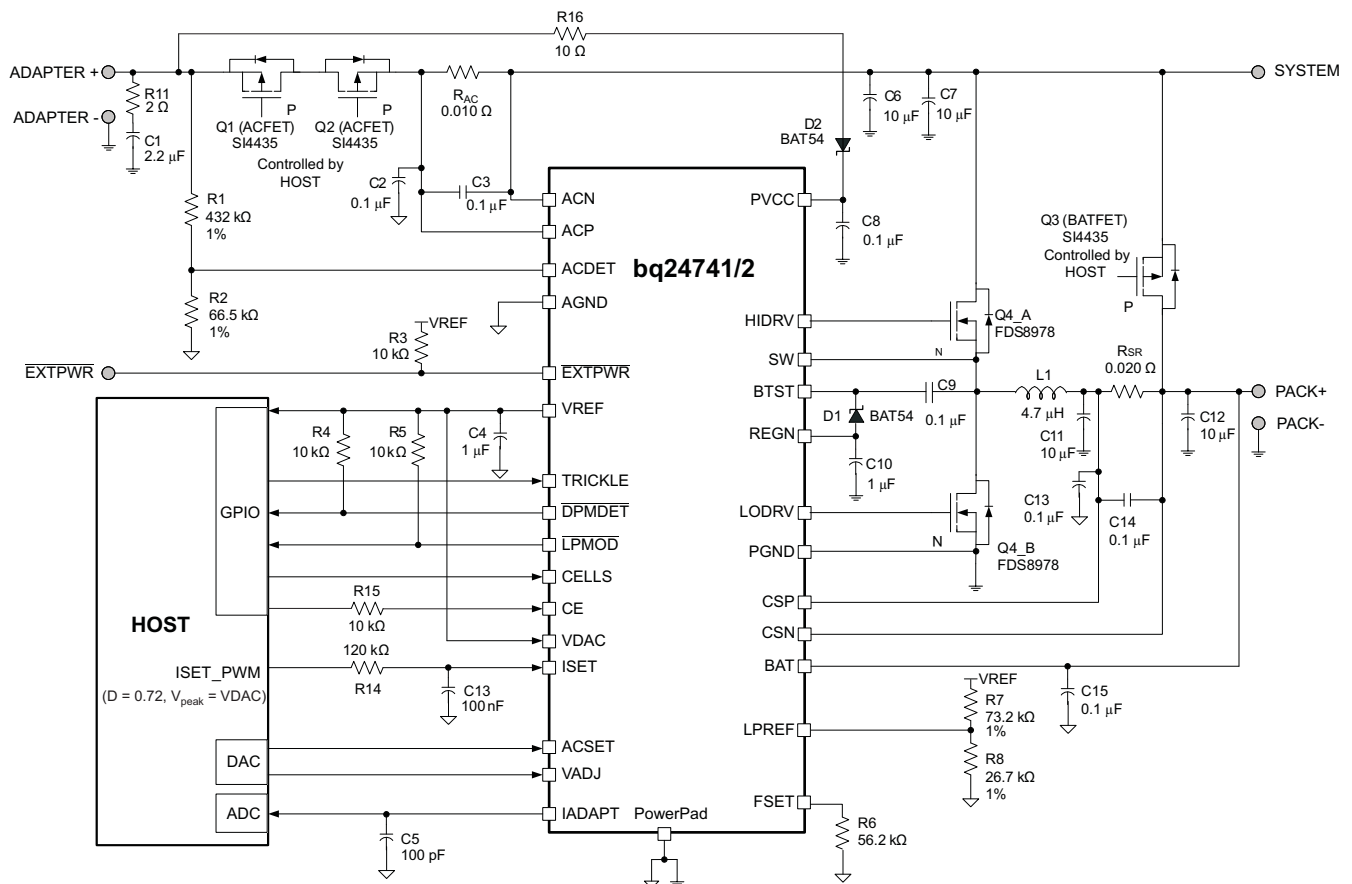 R16
10 Ω
ADAPTER +
SYSTEM
R11
2 Ω
P
P
R_AC
0.010 Ω
C6
10 μF
C7
10 μF
ADAPTER -
C1
2.2 μF
Q1 (ACFET)
SI4435
Q2 (ACFET)
SI4435
Controlled by
HOST
D2
BAT54
C2
0.1 μF
C3
0.1 μF
R1
432 kΩ
1%
ACN
PVCC
C8
0.1 μF
Q3 (BATFET)
SI4435
Controlled by
HOST
P
ACP
bq24741/2
ACDET
R2
66.5 kΩ
1%
AGND
VREF
R3
10 kΩ
HIDRV
Q4_A
FDS8978
N
SW
EXTPWR
EXTPWR
R_SR
0.020 Ω
BTST
C9
0.1 μF
L1
4.7 μH
PACK+
D1
BAT54
VREF
R4
10 kΩ
R5
10 kΩ
C4
1 μF
REGN
C10
1 μF
C11
10 μF
C12
10 μF
PACK-
GPIO
TRICKLE
C13
0.1 μF
C14
0.1 μF
DPMDET
LODRV
LPMOD
PGND
N
Q4_B
FDS8978
CELLS
R15
10 kΩ
CE
CSP
HOST
VDAC
CSN
120 kΩ
R14
ISET_PWM
(D = 0.72, Vpeak = VDAC)
ISET
BAT
C13
100 nF
C15
0.1 μF
VREF
R7
73.2 kΩ
1%
LPREF
R8
26.7 kΩ
1%
DAC
ACSET
VADJ
ADC
IADAPT
PowerPad
FSET
R6
56.2 kΩ
C5
100 pF